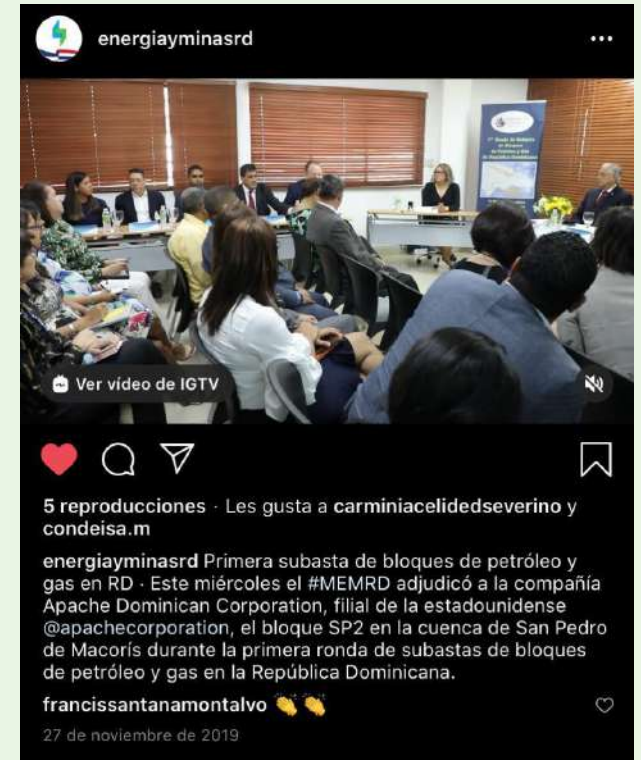 energiayminasrd
Ver vídeo de IGTV
5 reproducciones · Les gusta a carminiacelidedseverino y
condeisa.m
energiayminasrd Primera subasta de bloques de petróleo y
gas en RD · Este miércoles el #MEMRD adjudicó a la compañía
Apache Dominican Corporation, filial de la estadounidense
@apachecorporation, el bloque SP2 en la cuenca de San Pedro
de Macorís durante la primera ronda de subastas de bloques
de petróleo y gas en la República Dominicana.
francissantanamontalvo 👏 👏
27 de noviembre de 2019